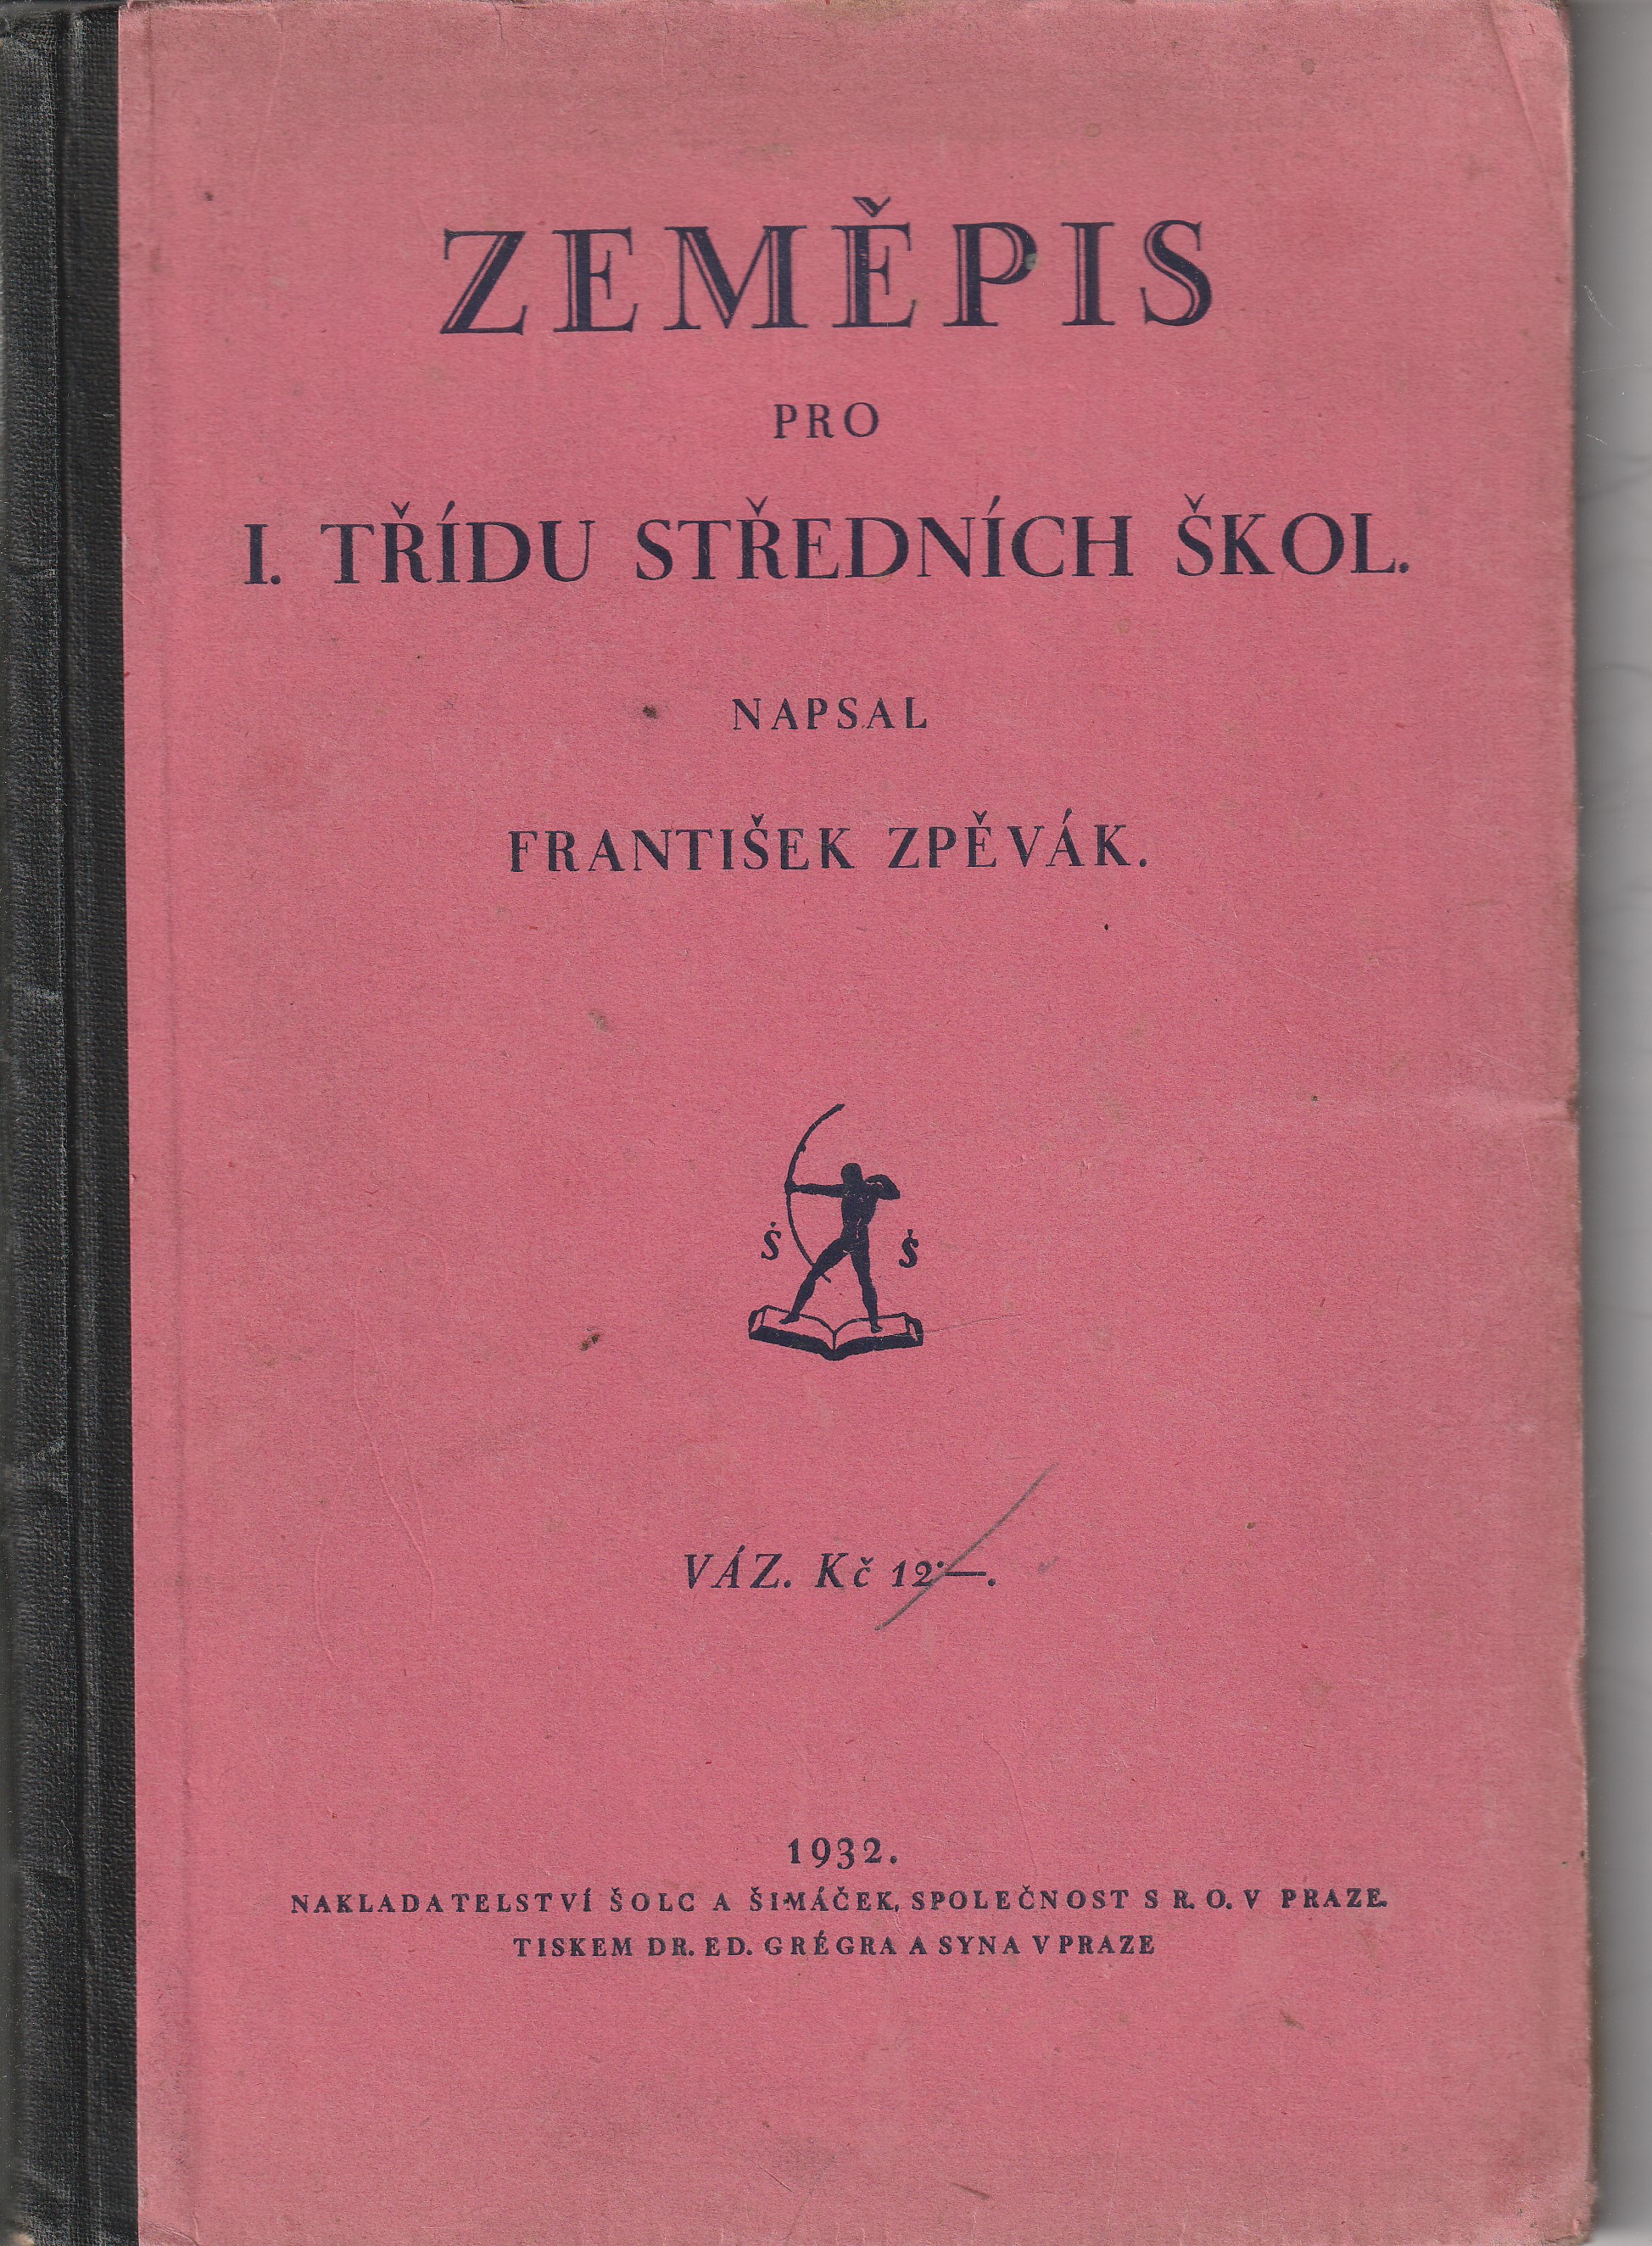 ZEMĚPIS
PRO
I. TŘÍDU STŘEDNÍCH ŠKOL.
NAPSAL
FRANTIŠEK ZPĚVÁK.
Š Š
VÁZ. Kč 12·—.
1932.
NAKLADATELSTVÍ ŠOLC A ŠIMÁČEK, SPOLEČNOST S R. O. V PRAZE.
TISKEM DR. ED. GRÉGRA A SYNA V PRAZE